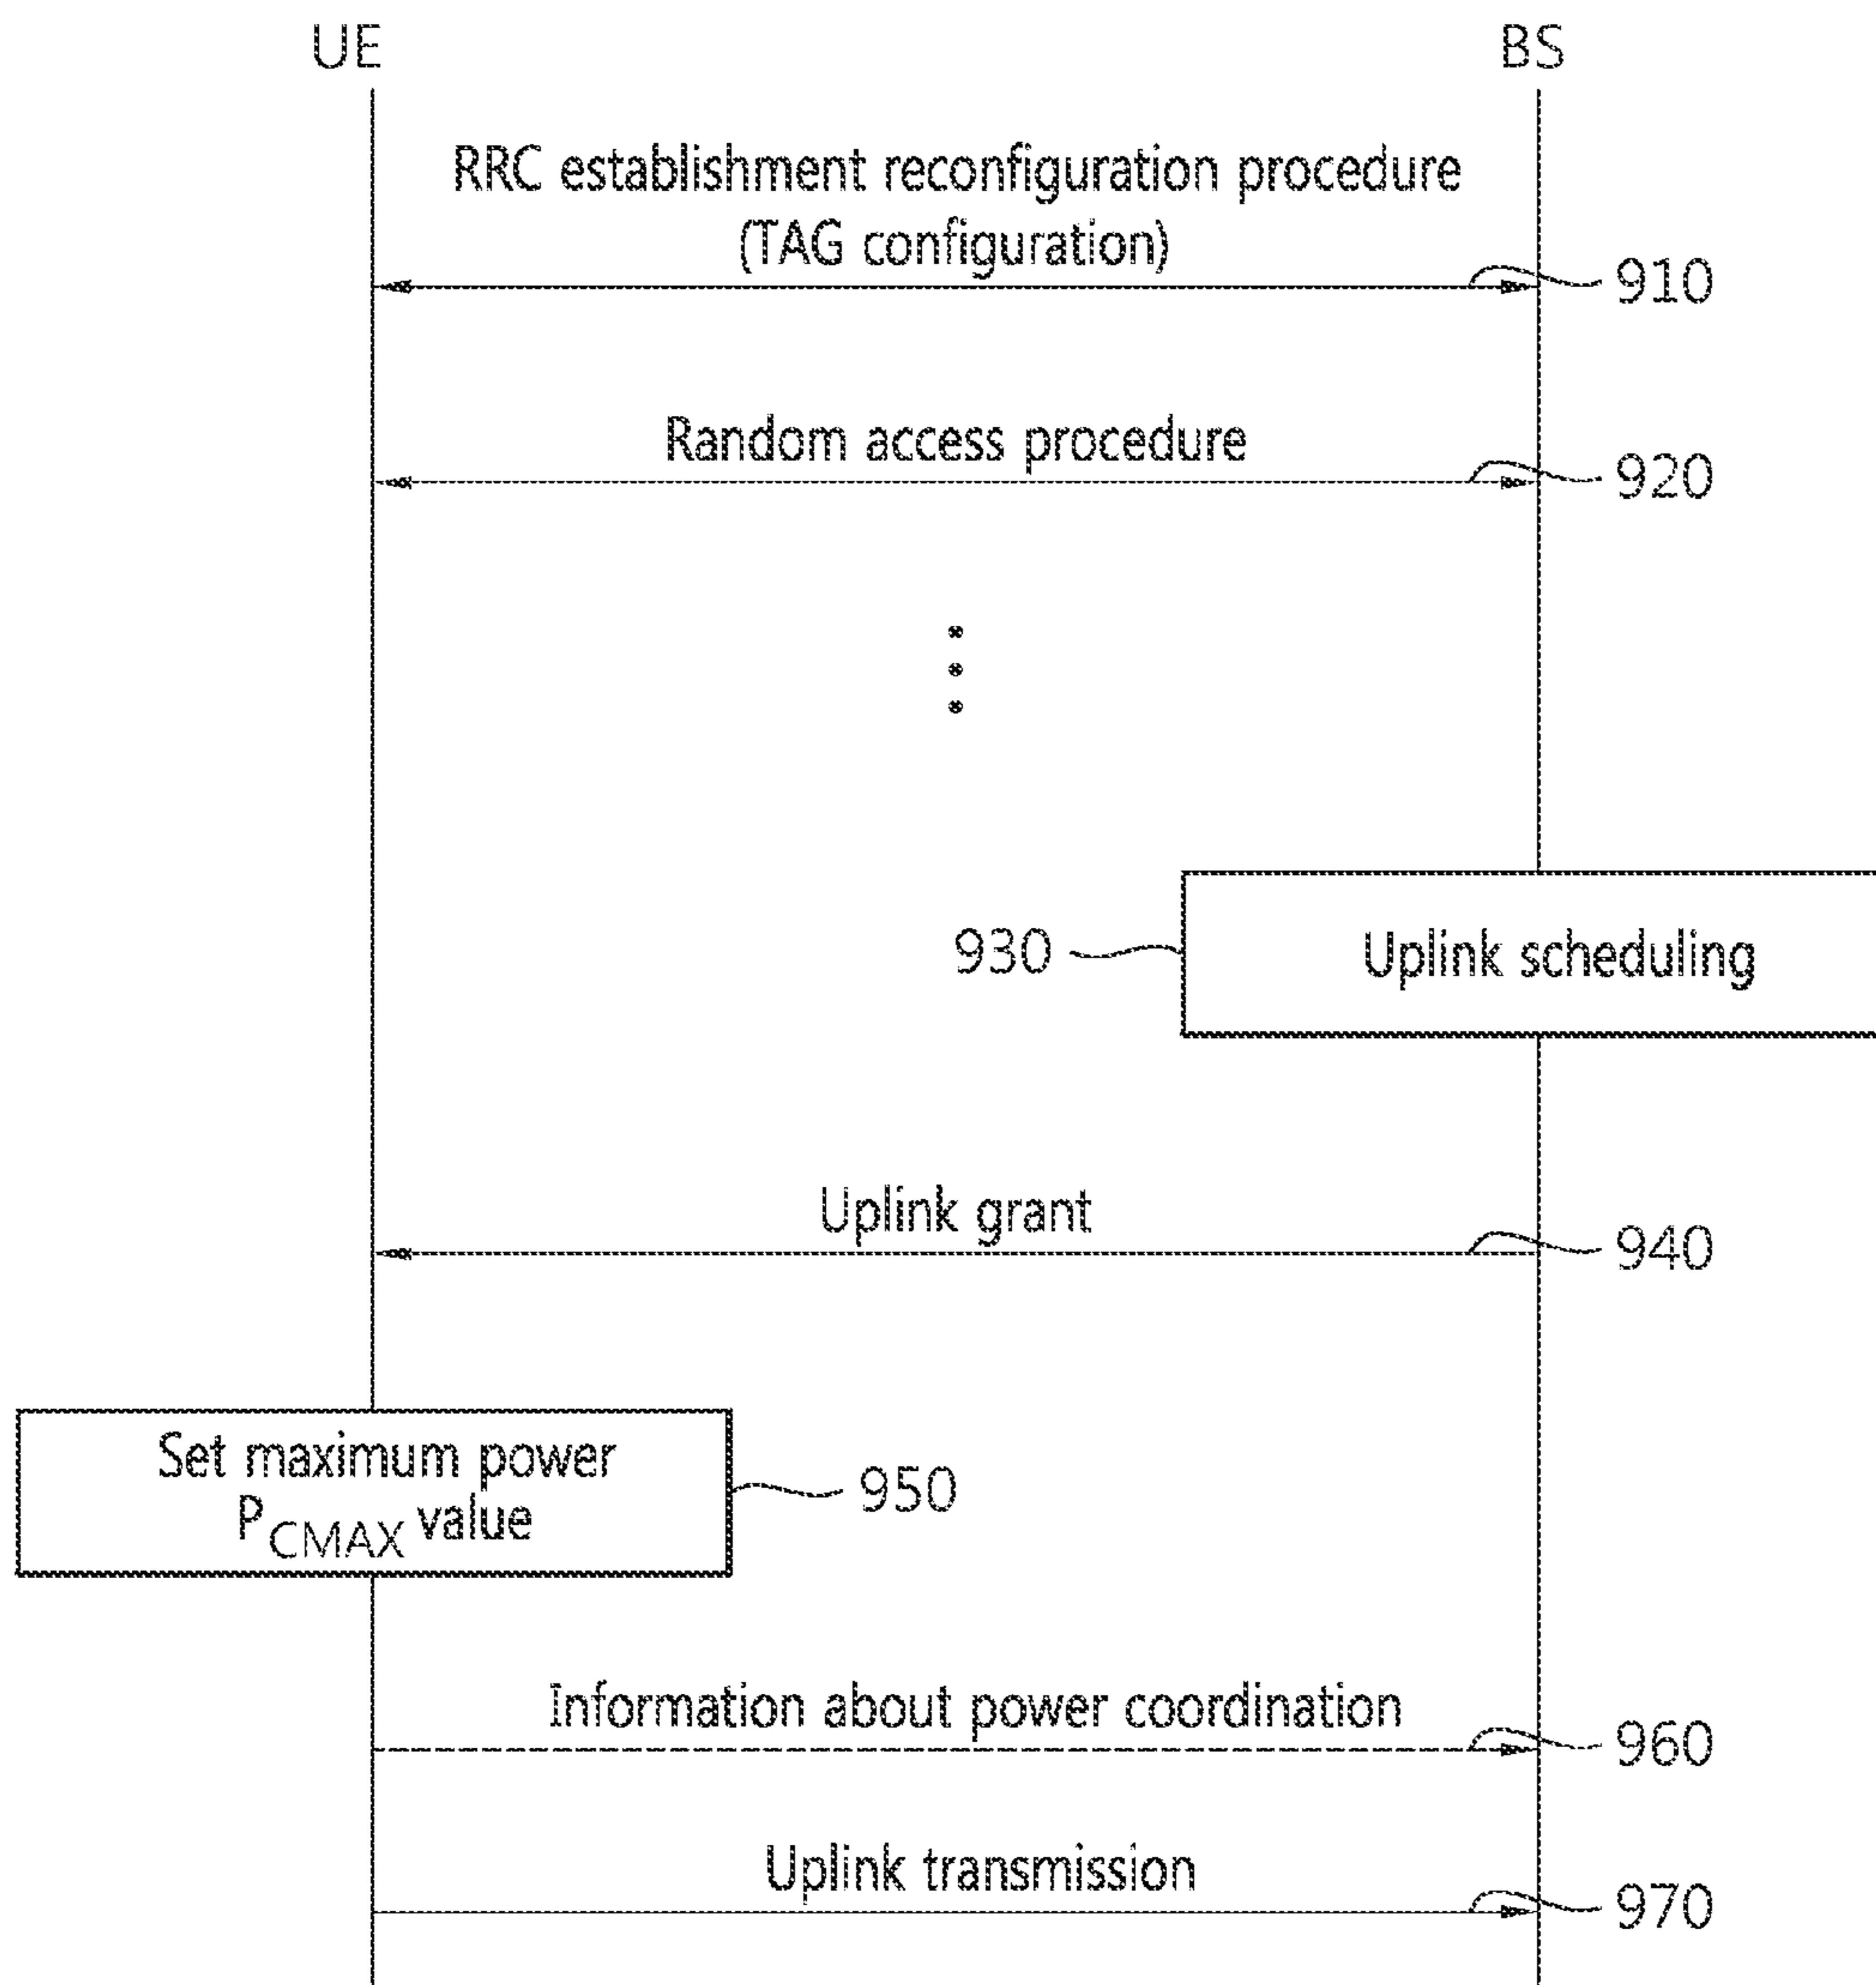 UE
BS
RRC establishment reconfiguration procedure
(TAG configuration)
910
Random access procedure
920
930
Uplink scheduling
Uplink grant
940
Set maximum power
PCMAX value
950
Information about power coordination
960
Uplink transmission
970